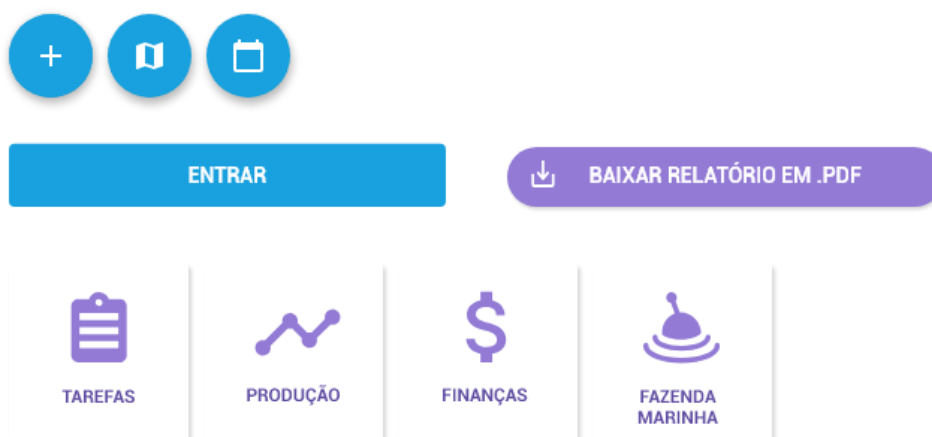 ENTRAR
BAIXAR RELATÓRIO EM .PDF
TAREFAS
PRODUÇÃO
FINANÇAS
FAZENDA
MARINHA